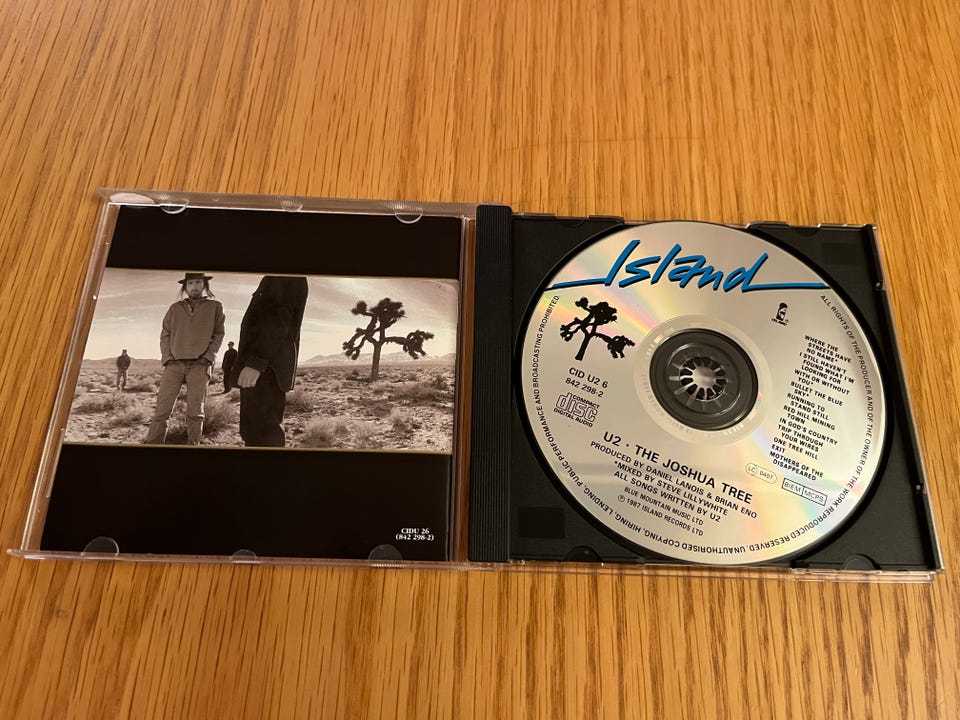 CIDU 26
(842 298-2)
Island
CID U2 6
842 298-2
COMPACT
disc
DIGITAL AUDIO
WHERE THE
STREETS HAVE
NO NAME*
I STILL HAVEN'T
FOUND WHAT I'M
LOOKING FOR
WITH OR WITHOUT
YOU*
BULLET THE BLUE
SKY*
RUNNING TO
STAND STILL
RED HILL MINING
TOWN
IN GOD'S COUNTRY
TRIP THROUGH
YOUR WIRES
ONE TREE HILL
EXIT
MOTHERS OF THE
DISAPPEARED
LC 0407
BIEM MCPS
U2 · THE JOSHUA TREE
PRODUCED BY DANIEL LANOIS & BRIAN ENO
*MIXED BY STEVE LILLYWHITE
ALL SONGS WRITTEN BY U2
BLUE MOUNTAIN MUSIC LTD
℗ 1987 ISLAND RECORDS LTD
ALL RIGHTS OF THE PRODUCER AND OF THE OWNER OF THE WORK REPRODUCED RESERVED. UNAUTHORISED COPYING, HIRING, LENDING, PUBLIC PERFORMANCE AND BROADCASTING PROHIBITED.